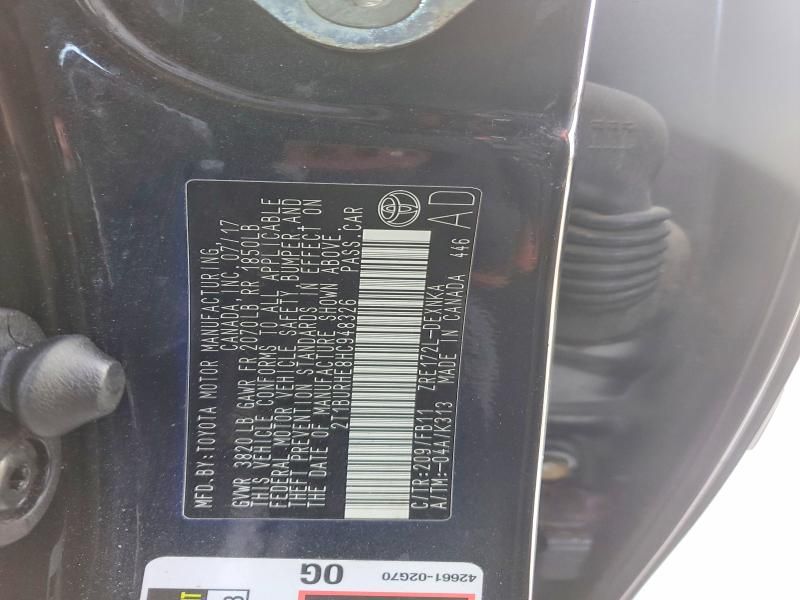 MFD.BY:TOYOTA MOTOR MANUFACTURING
CANADA, INC. 07/17
GVWR 3820 LB GAWR FR 2070LB RR 1850LB
THIS VEHICLE CONFORMS TO ALL APPLICABLE
FEDERAL MOTOR VEHICLE SAFETY, BUMPER AND
THEFT PREVENTION STANDARDS IN EFFECT ON
THE DATE OF MANUFACTURE SHOWN ABOVE.
2T1BURHE8HC948326 PASS.CAR
C/TR:209/FB11 ZRE172L-DEXNKA
A/TM:-04A/K313 MADE IN CANADA 446
AD
42661-02G70
OG